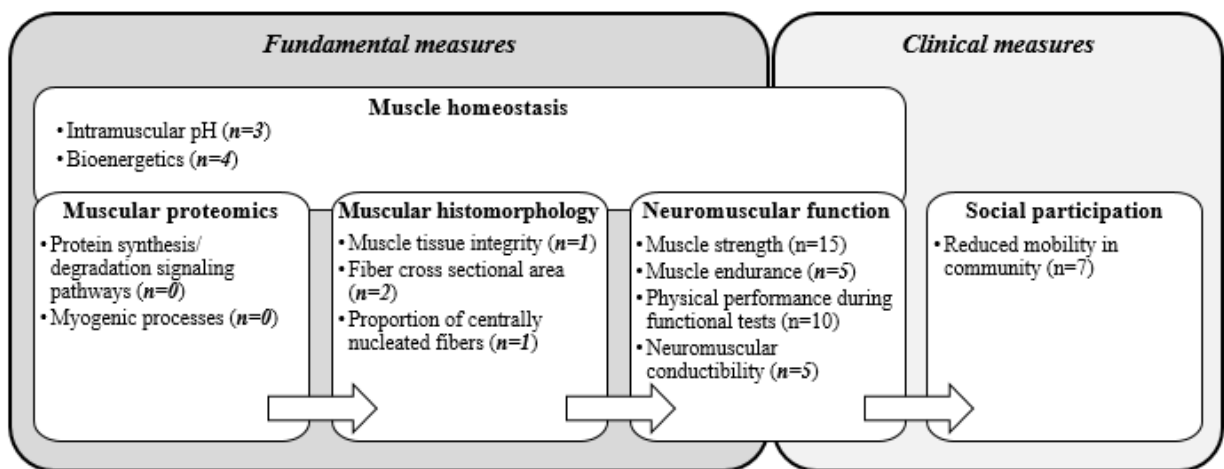 Fundamental measures
Clinical measures
Muscle homeostasis
•Intramuscular pH (n=3)
•Bioenergetics (n=4)
Muscular proteomics
•Protein synthesis/
degradation signaling
pathways (n=0)
•Myogenic processes (n=0)
Muscular histomorphology
•Muscle tissue integrity (n=1)
•Fiber cross sectional area
(n=2)
•Proportion of centrally
nucleated fibers (n=1)
Neuromuscular function
•Muscle strength (n=15)
•Muscle endurance (n=5)
•Physical performance during
functional tests (n=10)
•Neuromuscular
conductibility (n=5)
Social participation
•Reduced mobility in
community (n=7)